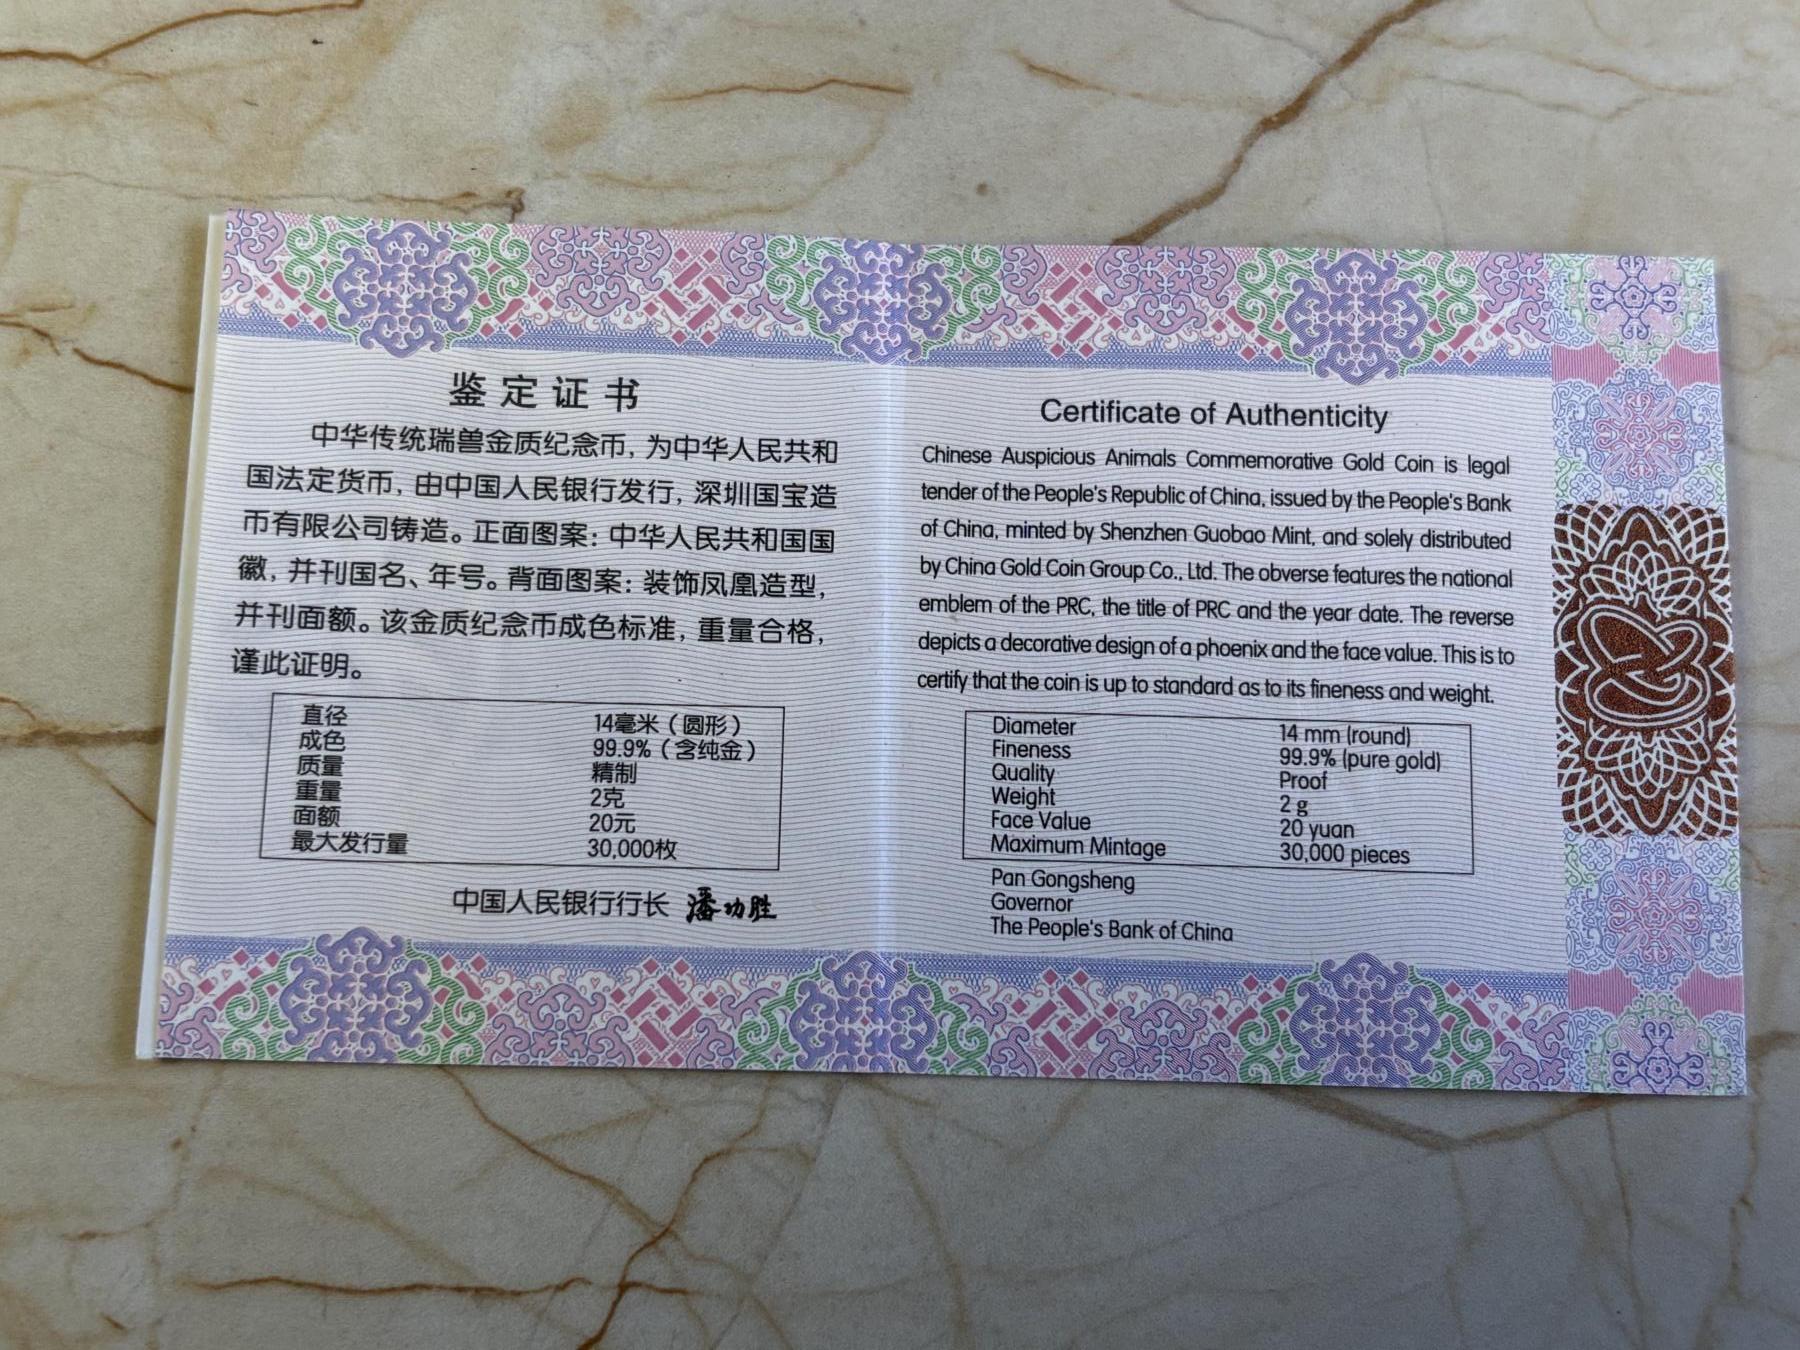 鉴定证书
中华传统瑞兽金质纪念币，为中华人民共和
国法定货币，由中国人民银行发行，深圳国宝造
币有限公司铸造。正面图案：中华人民共和国国
徽，并刊国名、年号。背面图案：装饰凤凰造型，
并刊面额。该金质纪念币成色标准，重量合格，
谨此证明。
直径 14毫米（圆形）
成色 99.9%（含纯金）
质量 精制
重量 2克
面额 20元
最大发行量 30,000枚
中国人民银行行长 潘功胜
Certificate of Authenticity
Chinese Auspicious Animals Commemorative Gold Coin is legal
tender of the People's Republic of China, issued by the People's Bank
of China, minted by Shenzhen Guobao Mint, and solely distributed
by China Gold Coin Group Co., Ltd. The obverse features the national
emblem of the PRC, the title of PRC and the year date. The reverse
depicts a decorative design of a phoenix and the face value. This is to
certify that the coin is up to standard as to its fineness and weight.
Diameter 14 mm (round)
Fineness 99.9% (pure gold)
Quality Proof
Weight 2 g
Face Value 20 yuan
Maximum Mintage 30,000 pieces
Pan Gongsheng
Governor
The People's Bank of China